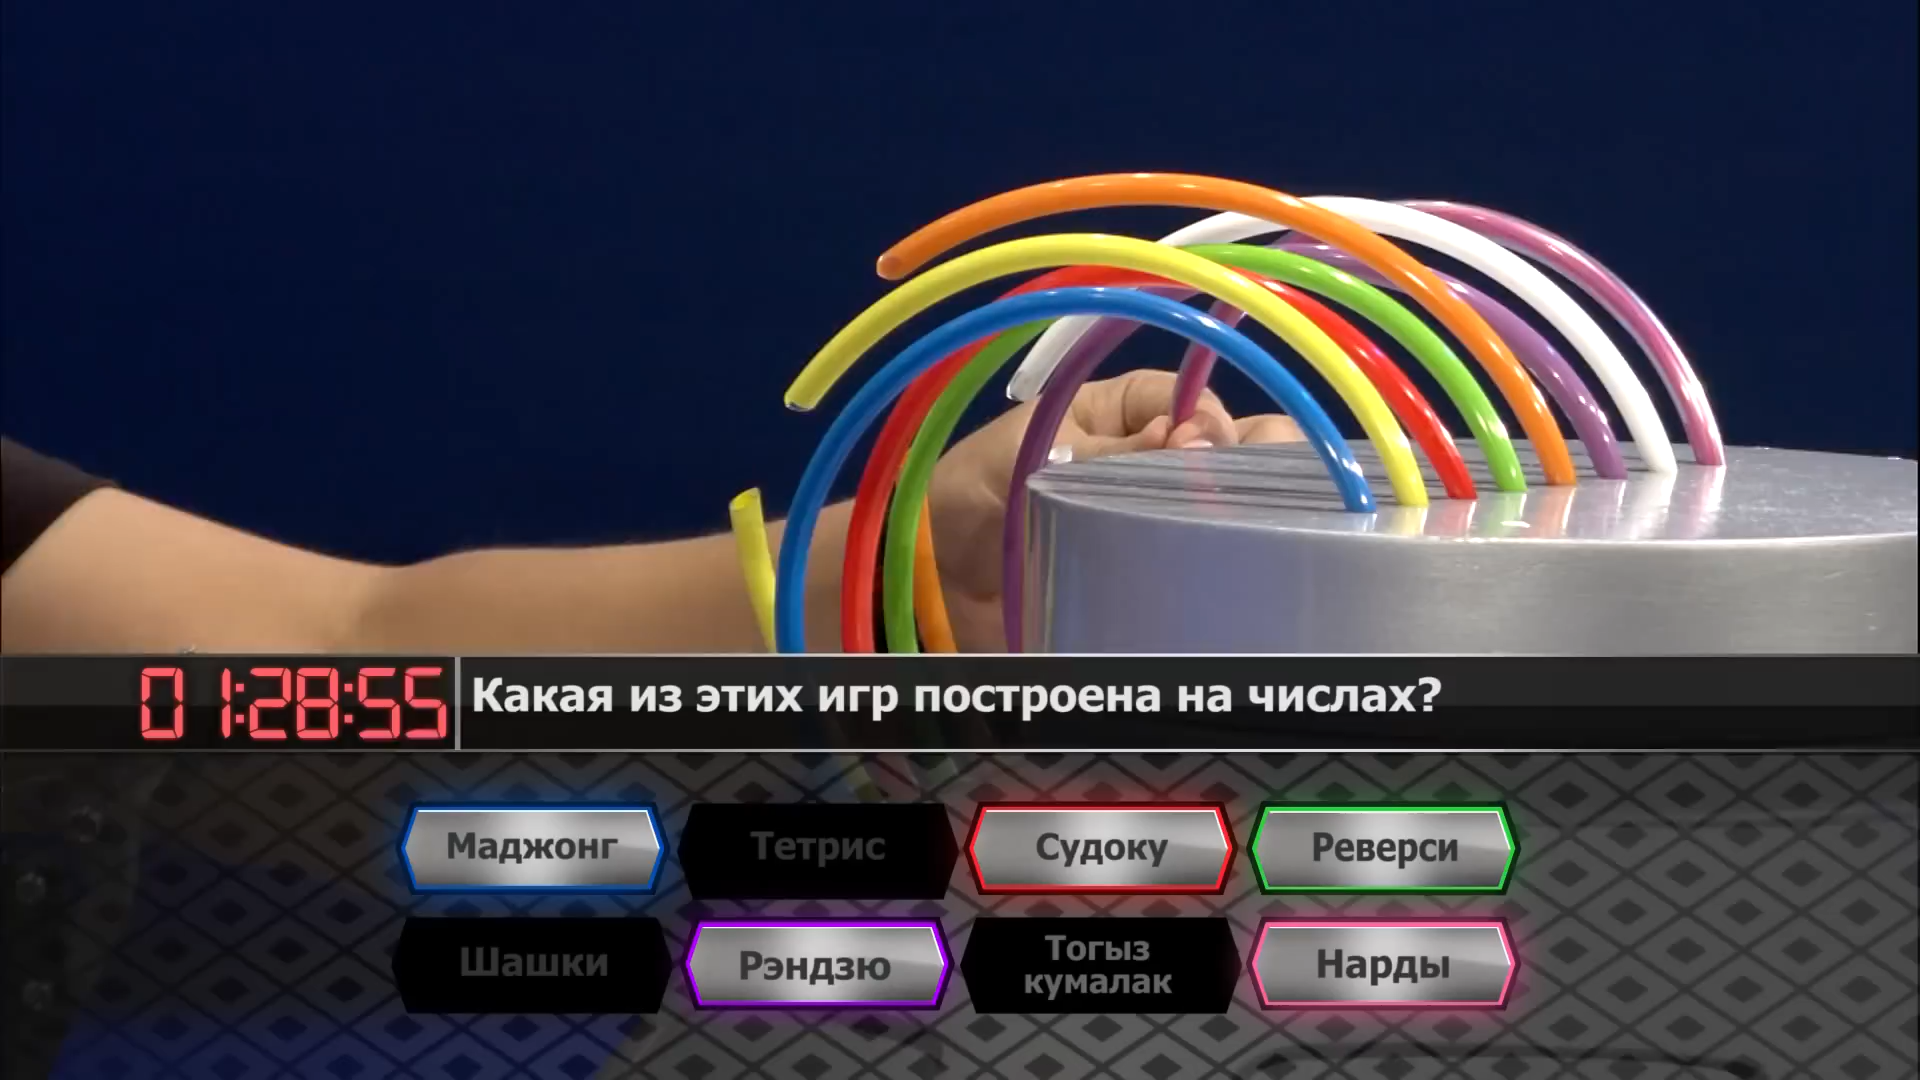 01:28:55
Какая из этих игр построена на числах?
Маджонг
Тетрис
Судоку
Реверси
Шашки
Рэндзю
Тогыз
кумалак
Нарды